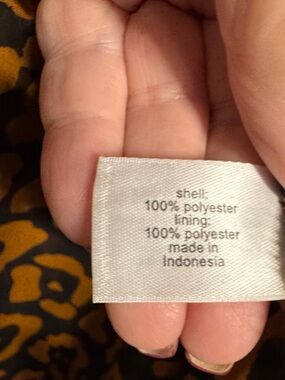 shell:
100% polyester
lining:
100% polyester
made in
Indonesia